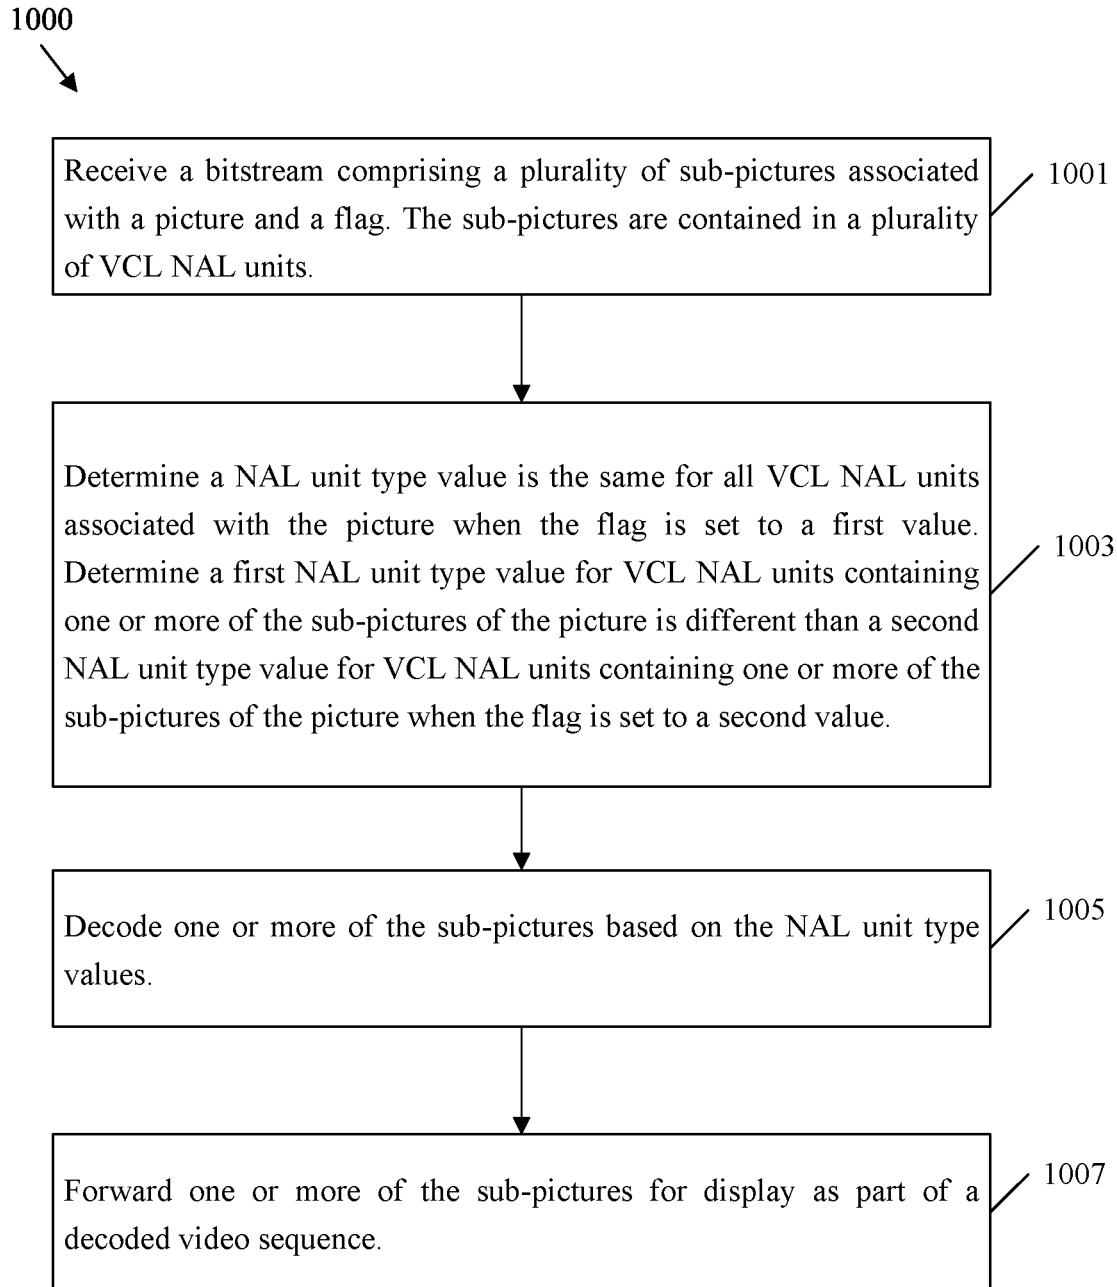 1000
Receive a bitstream comprising a plurality of sub-pictures associated
with a picture and a flag. The sub-pictures are contained in a plurality
of VCL NAL units.
1001
Determine a NAL unit type value is the same for all VCL NAL units
associated with the picture when the flag is set to a first value.
Determine a first NAL unit type value for VCL NAL units containing
one or more of the sub-pictures of the picture is different than a second
NAL unit type value for VCL NAL units containing one or more of the
sub-pictures of the picture when the flag is set to a second value.
1003
Decode one or more of the sub-pictures based on the NAL unit type
values.
1005
Forward one or more of the sub-pictures for display as part of a
decoded video sequence.
1007